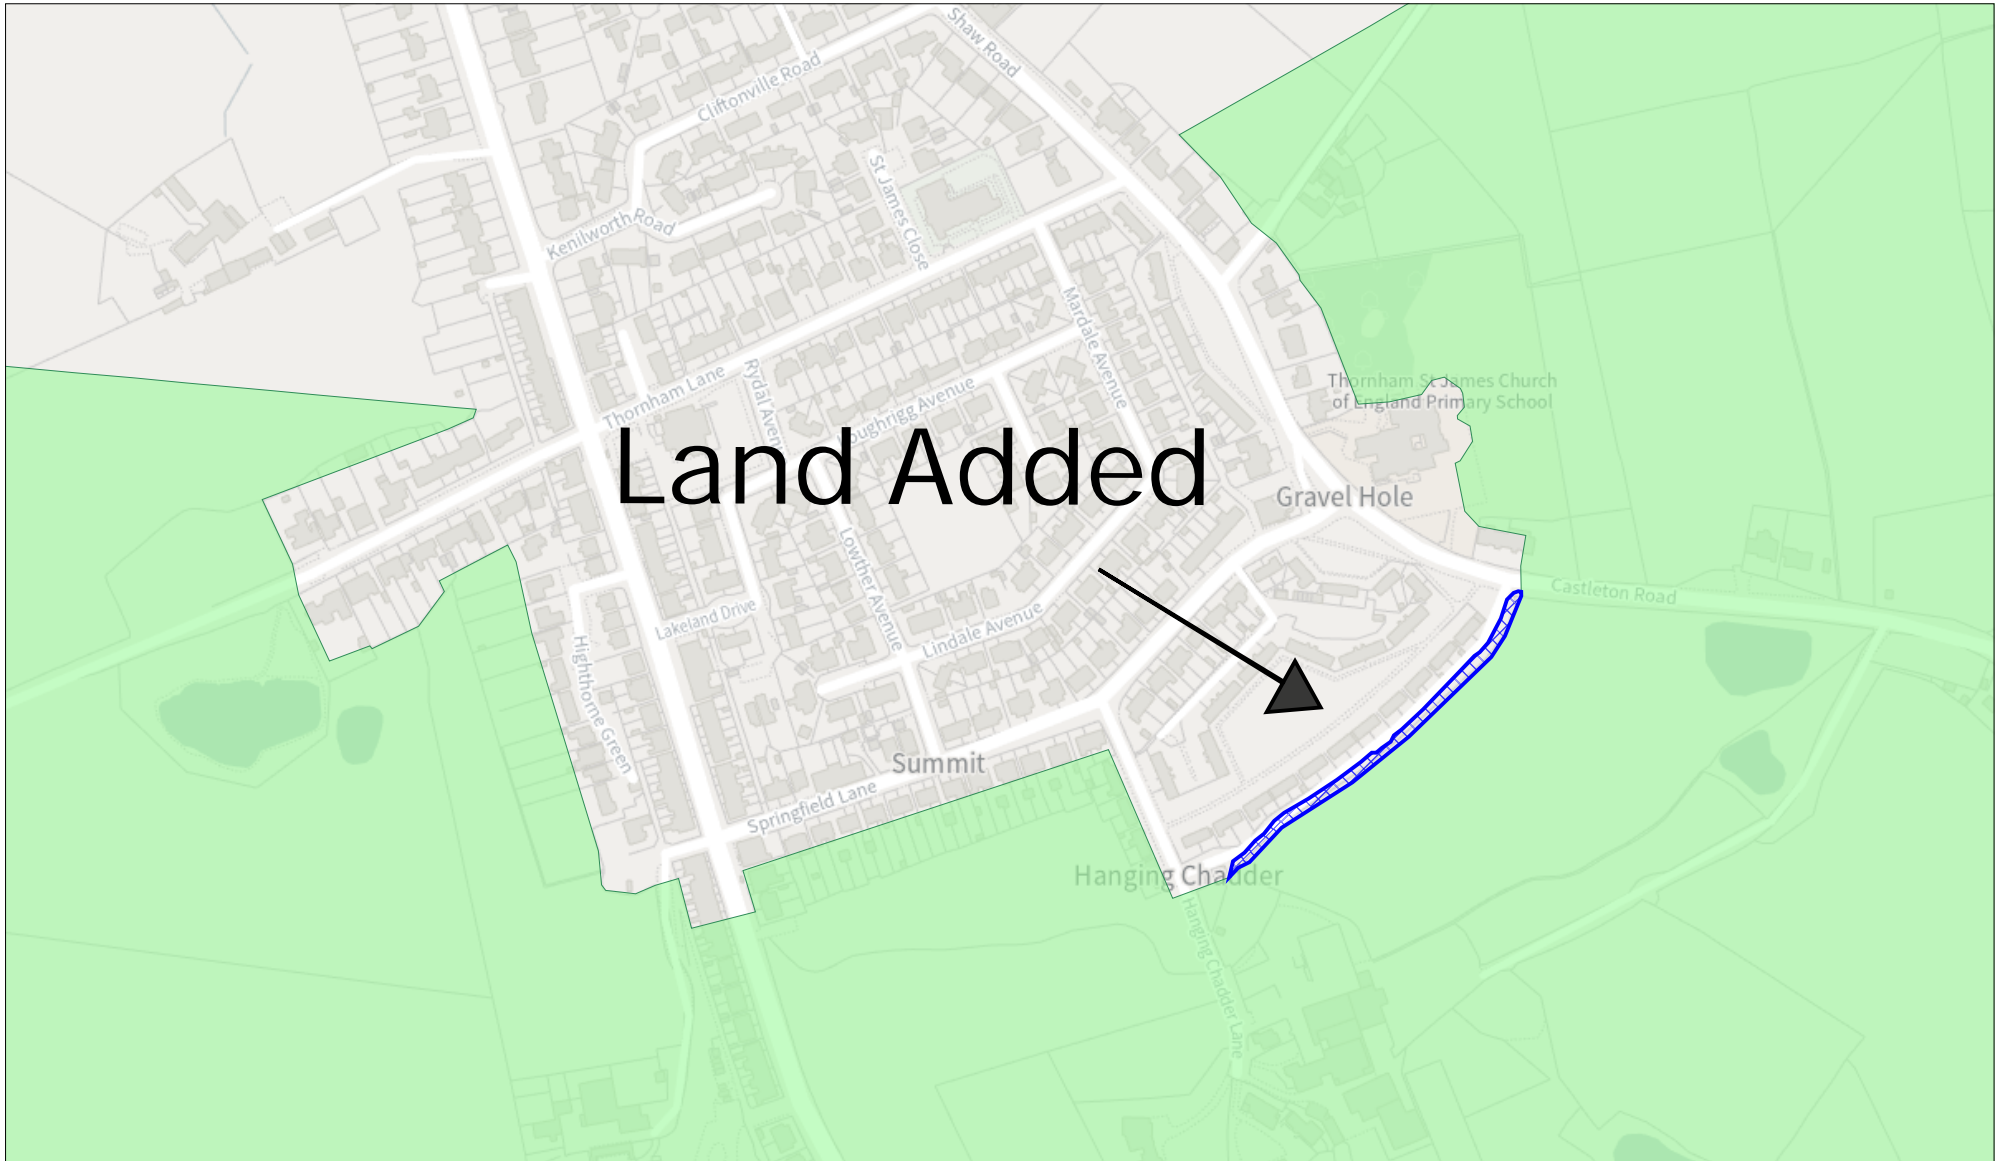 Shaw Road
Cliftonville Road
St James Close
Kenilworth Road
Mardale Avenue
Thornham Lane
Rydal Aven
oughrigg Avenue
Thornham St James Church
of England Primary School
Land Added
Gravel Hole
Castleton Road
Lowther Avenue
Lakeland Drive
Lindale Avenue
Highthorne Green
Summit
Springfield Lane
Hanging Chadder
Hanging Chadder Lane